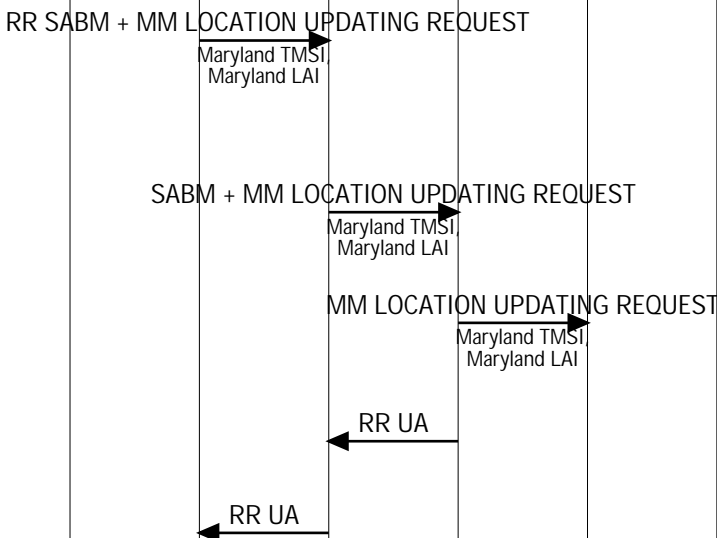 RR SABM + MM LOCATION UPDATING REQUEST
Maryland TMSI,
Maryland LAI
SABM + MM LOCATION UPDATING REQUEST
Maryland TMSI,
Maryland LAI
MM LOCATION UPDATING REQUEST
Maryland TMSI,
Maryland LAI
RR UA
RR UA